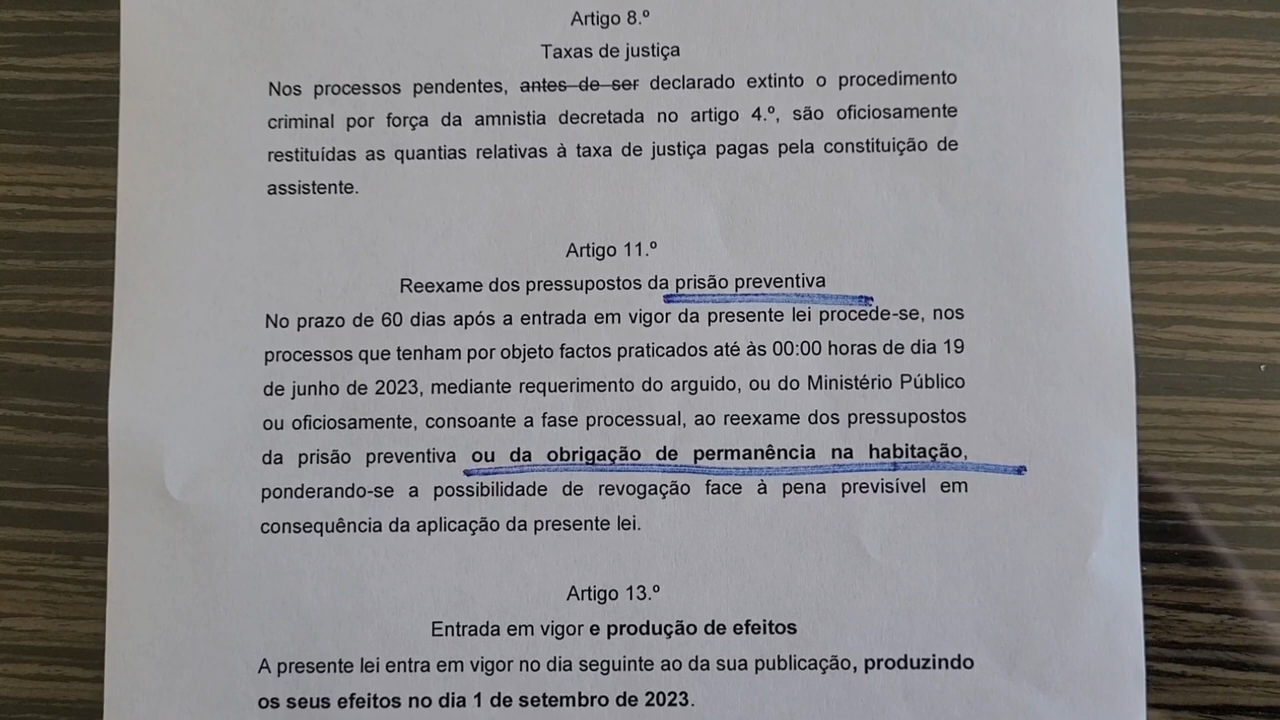 Artigo 8.º
Taxas de justiça
Nos processos pendentes, antes de ser declarado extinto o procedimento
criminal por força da amnistia decretada no artigo 4.º, são oficiosamente
restituídas as quantias relativas à taxa de justiça pagas pela constituição de
assistente.
Artigo 11.º
Reexame dos pressupostos da prisão preventiva
No prazo de 60 dias após a entrada em vigor da presente lei procede-se, nos
processos que tenham por objeto factos praticados até às 00:00 horas de dia 19
de junho de 2023, mediante requerimento do arguido, ou do Ministério Público
ou oficiosamente, consoante a fase processual, ao reexame dos pressupostos
da prisão preventiva ou da obrigação de permanência na habitação,
ponderando-se a possibilidade de revogação face à pena previsível em
consequência da aplicação da presente lei.
Artigo 13.º
Entrada em vigor e produção de efeitos
A presente lei entra em vigor no dia seguinte ao da sua publicação, produzindo
os seus efeitos no dia 1 de setembro de 2023.